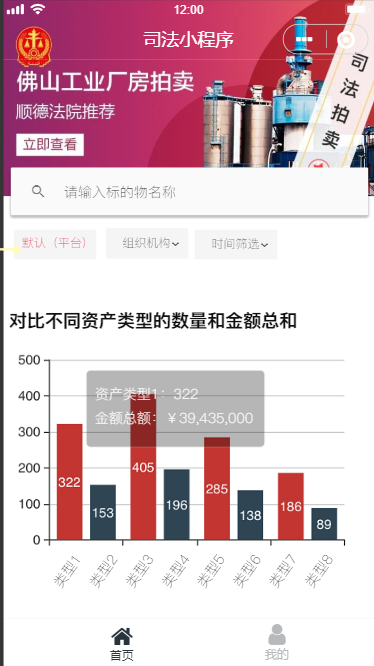 12:00
司法小程序
佛山工业厂房拍卖
顺德法院推荐
立即查看
司法拍卖
请输入标的物名称
默认（平台）
组织机构
时间筛选
对比不同资产类型的数量和金额总和
500
400
300
200
100
0
资产类型1：322
金额总额：￥39,435,000
322
153
405
196
285
138
186
89
类型1
类型2
类型3
类型4
类型5
类型6
类型7
类型8
首页
我的